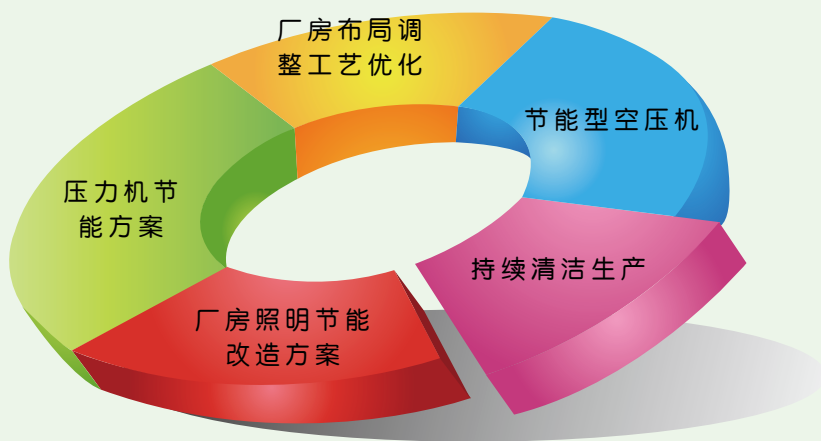 厂房布局调
整工艺优化
节能型空压机
压力机节
能方案
持续清洁生产
厂房照明节能
改造方案